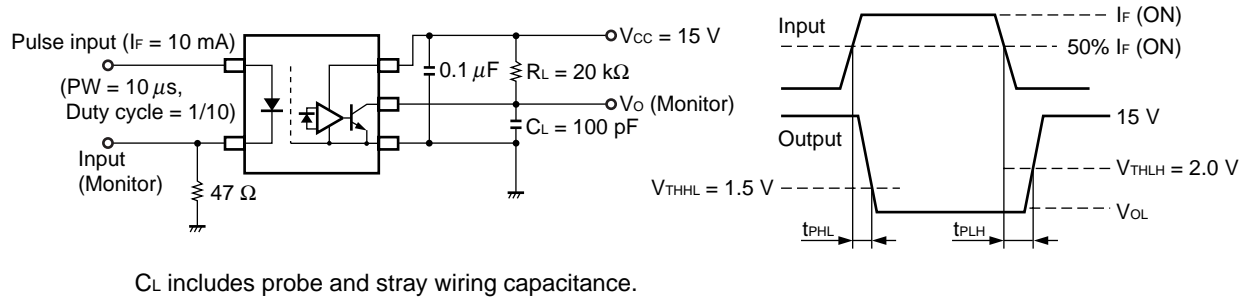 Pulse input (IF = 10 mA)
(PW = 10 μs,
Duty cycle = 1/10)
Input
(Monitor)
47 Ω
0.1 μF
VCC = 15 V
RL = 20 kΩ
VO (Monitor)
CL = 100 pF
Input
IF (ON)
50% IF (ON)
Output
15 V
VTHHL = 1.5 V
VTHLH = 2.0 V
VOL
tPHL
tPLH
CL includes probe and stray wiring capacitance.